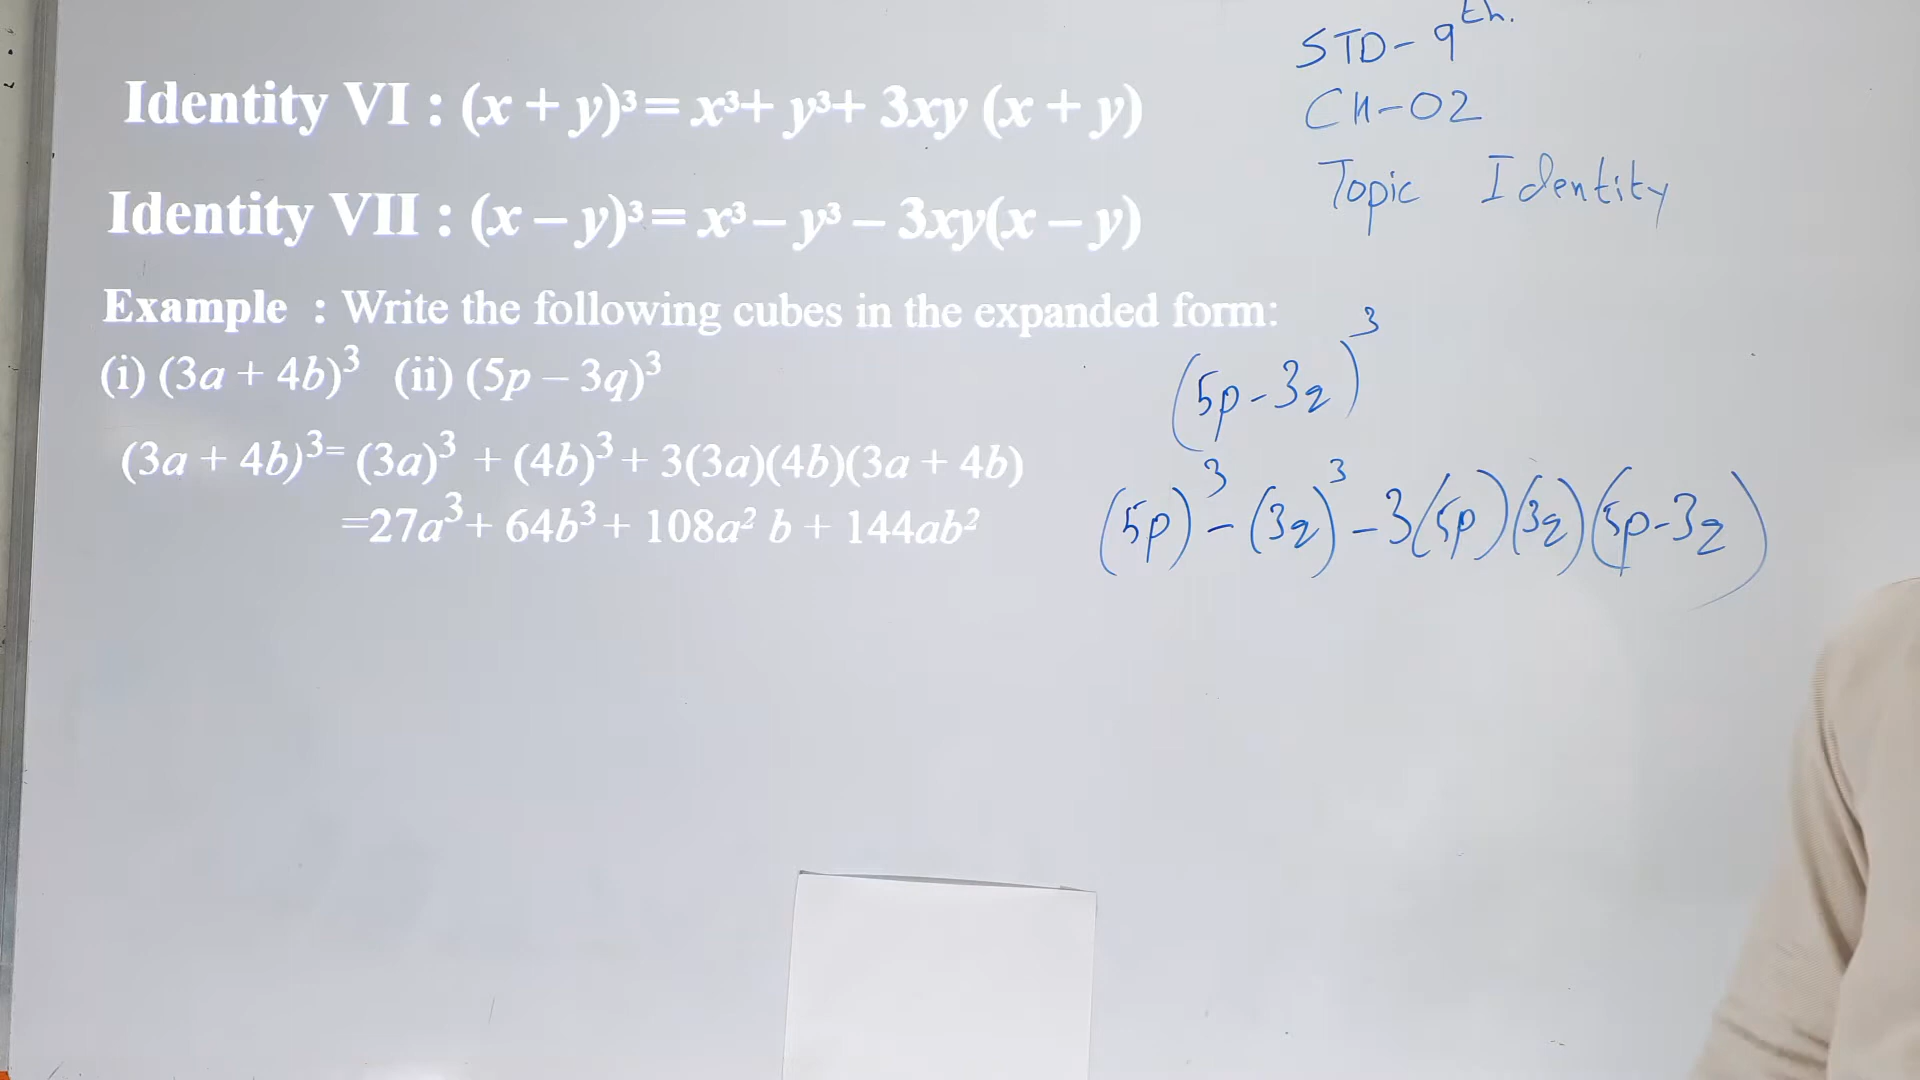 STD-9th.
CH-02
Topic Identity
Identity VI : (x + y)³= x³+ y³+ 3xy (x + y)
Identity VII : (x – y)³= x³– y³ – 3xy(x – y)
Example : Write the following cubes in the expanded form:
(i) (3a + 4b)³ (ii) (5p – 3q)³
(3a + 4b)³= (3a)³ + (4b)³ + 3(3a)(4b)(3a + 4b)
=27a³+ 64b³ + 108a² b + 144ab²
(5p-3q)³
(5p)³-(3q)³-3(5p)(3q)(5p-3q)